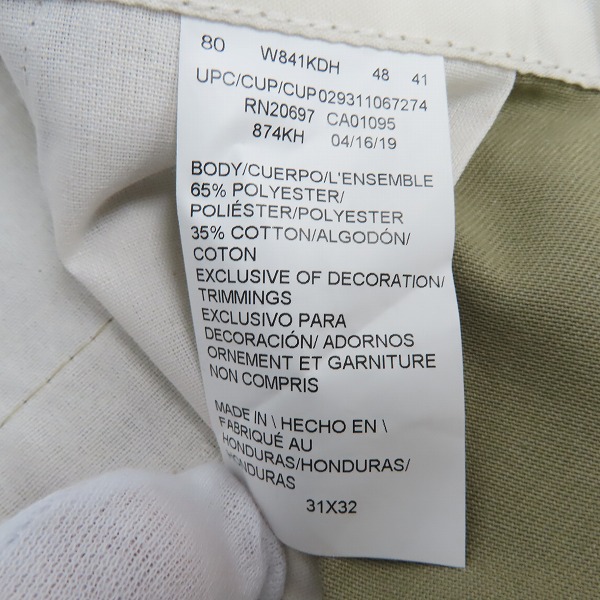 80 W841KDH 48 41
UPC/CUP/CUP029311067274
RN20697 CA01095
874KH 04/16/19
BODY/CUERPO/L'ENSEMBLE
65% POLYESTER/
POLIÉSTER/POLYESTER
35% COTTON/ALGODÓN/
COTON
EXCLUSIVE OF DECORATION/
TRIMMINGS
EXCLUSIVO PARA
DECORACIÓN/ ADORNOS
ORNEMENT ET GARNITURE
NON COMPRIS
MADE IN \ HECHO EN \
FABRIQUÉ AU
HONDURAS/HONDURAS/
HONDURAS
31X32